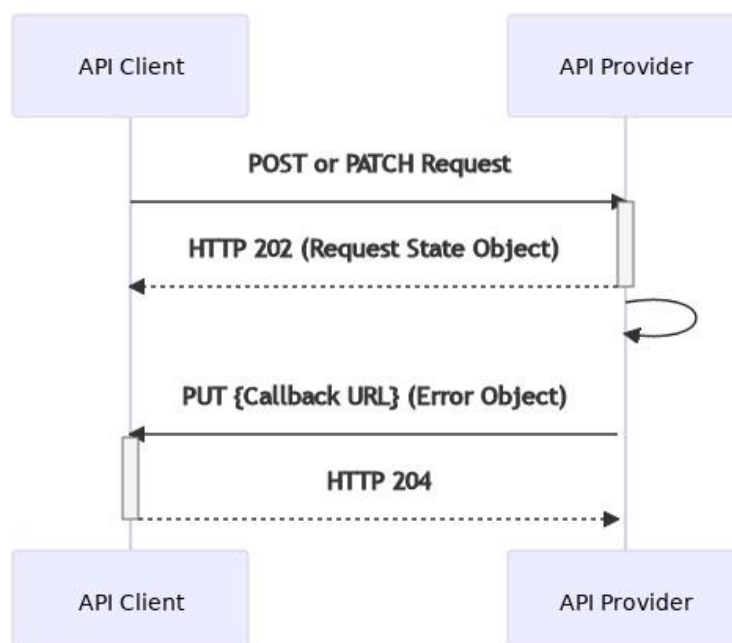 API Client
API Provider
POST or PATCH Request
HTTP 202 (Request State Object)
PUT {Callback URL} (Error Object)
HTTP 204
API Client
API Provider